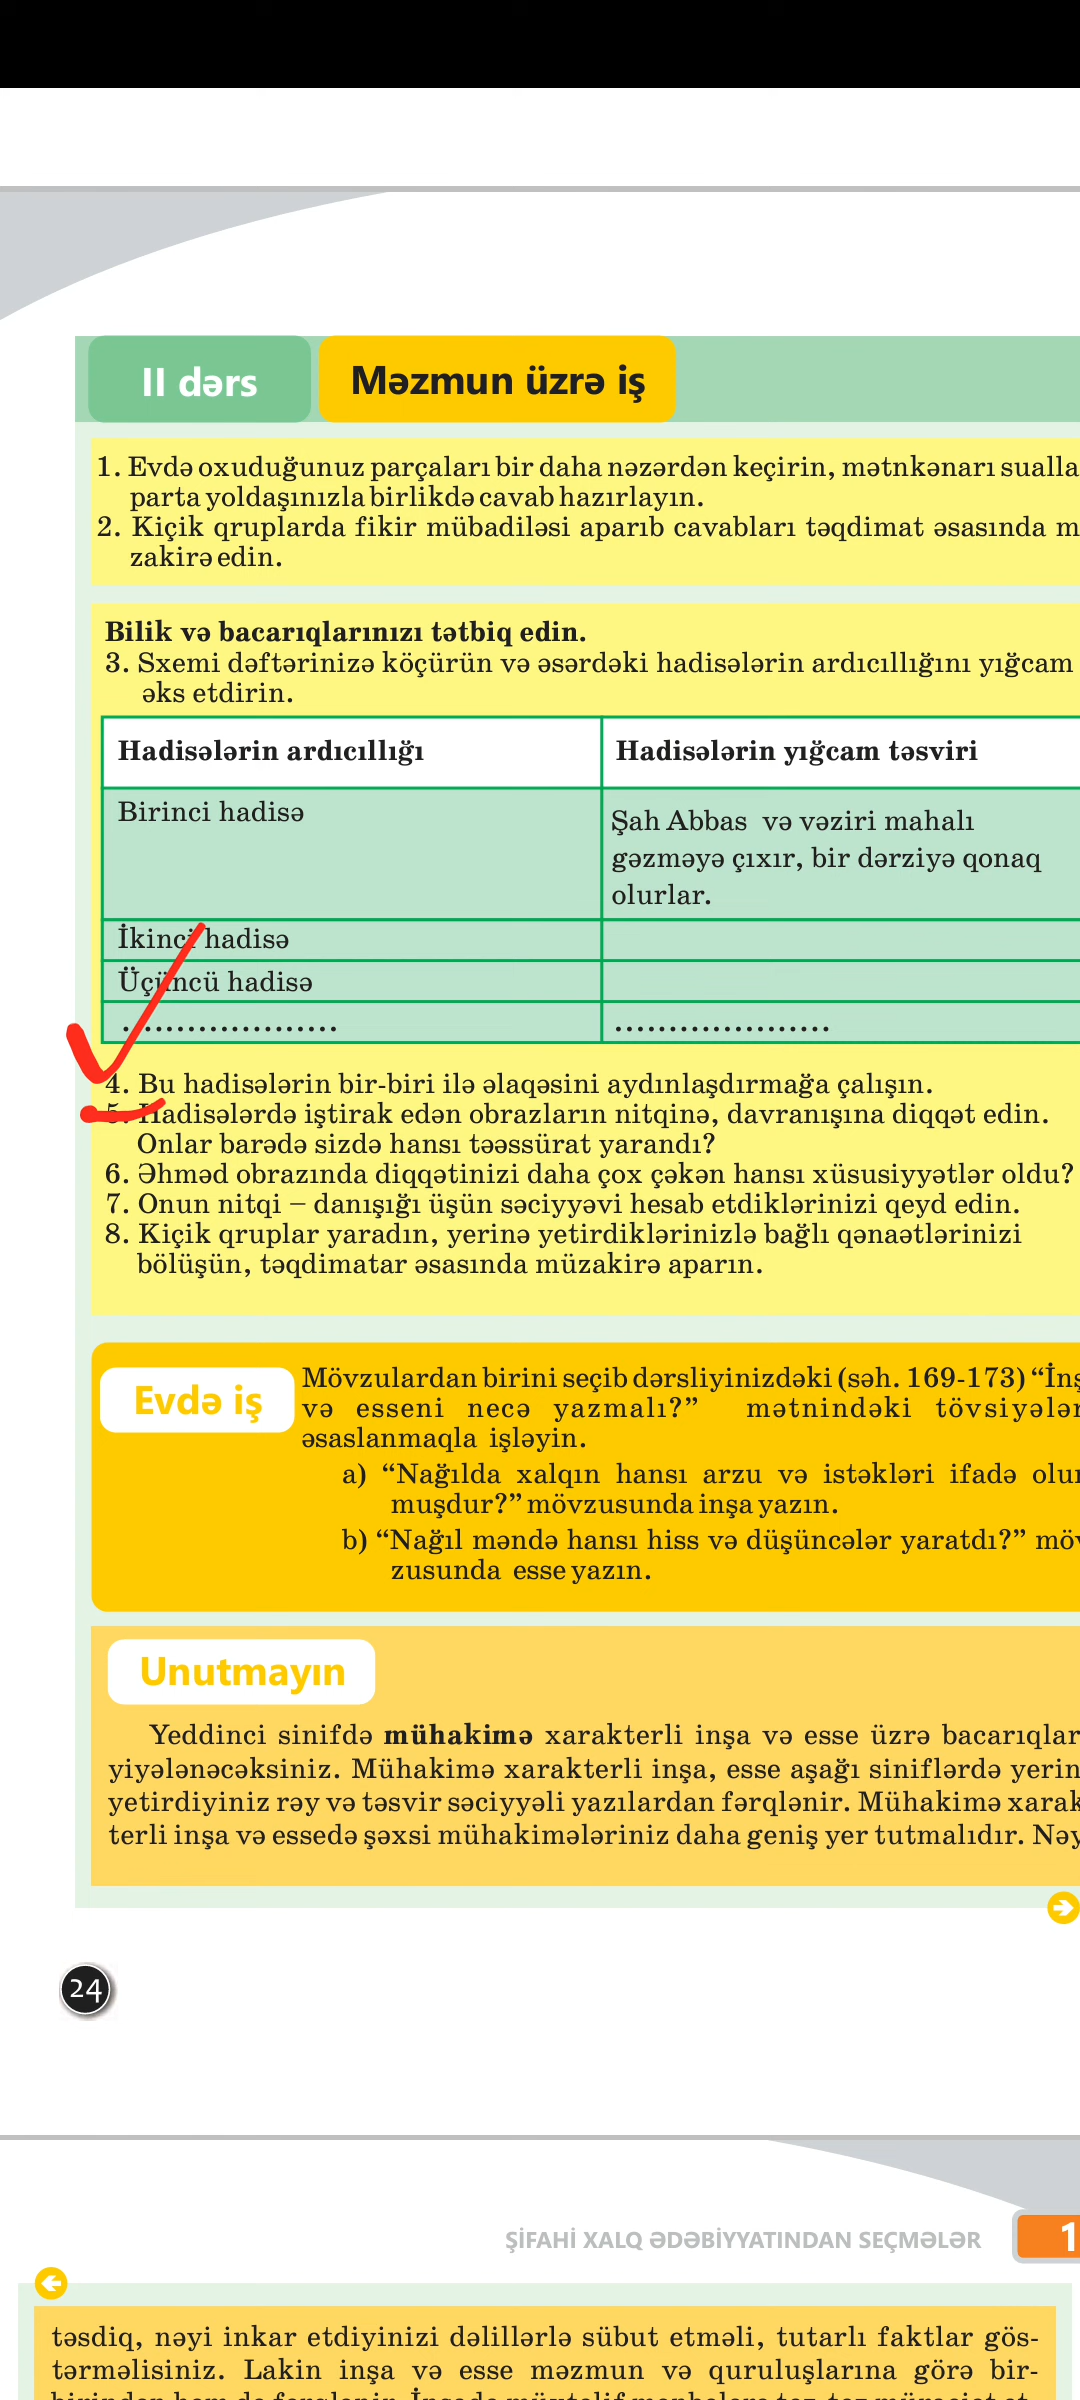 II dərs
Məzmun üzrə iş
1. Evdə oxuduğunuz parçaları bir daha nəzərdən keçirin, mətnkənarı sualla
parta yoldaşınızla birlikdə cavab hazırlayın.
2. Kiçik qruplarda fikir mübadiləsi aparıb cavabları təqdimat əsasında m
zakirə edin.
Bilik və bacarıqlarınızı tətbiq edin.
3. Sxemi dəftərinizə köçürün və əsərdəki hadisələrin ardıcıllığını yığcam
əks etdirin.
Hadisələrin ardıcıllığı
Hadisələrin yığcam təsviri
Birinci hadisə
Şah Abbas və vəziri mahalı
gəzməyə çıxır, bir dərziyə qonaq
olurlar.
İkinci hadisə
Üçüncü hadisə
....................
....................
4. Bu hadisələrin bir-biri ilə əlaqəsini aydınlaşdırmağa çalışın.
5. Hadisələrdə iştirak edən obrazların nitqinə, davranışına diqqət edin.
Onlar barədə sizdə hansı təəssürat yarandı?
6. Əhməd obrazında diqqətinizi daha çox çəkən hansı xüsusiyyətlər oldu?
7. Onun nitqi – danışığı üşün səciyyəvi hesab etdiklərinizi qeyd edin.
8. Kiçik qruplar yaradın, yerinə yetirdiklərinizlə bağlı qənaətlərinizi
bölüşün, təqdimatar əsasında müzakirə aparın.
Evdə iş
Mövzulardan birini seçib dərsliyinizdəki (səh. 169-173) “İnş
və esseni necə yazmalı?” mətnindəki tövsiyələr
əsaslanmaqla işləyin.
a) “Nağılda xalqın hansı arzu və istəkləri ifadə olun
muşdur?” mövzusunda inşa yazın.
b) “Nağıl məndə hansı hiss və düşüncələr yaratdı?” möv
zusunda esse yazın.
Unutmayın
Yeddinci sinifdə mühakimə xarakterli inşa və esse üzrə bacarıqlar
yiyələnəcəksiniz. Mühakimə xarakterli inşa, esse aşağı siniflərdə yerin
yetirdiyiniz rəy və təsvir səciyyəli yazılardan fərqlənir. Mühakimə xarak
terli inşa və essedə şəxsi mühakimələriniz daha geniş yer tutmalıdır. Nəy
24
ŞİFAHİ XALQ ƏDƏBİYYATINDAN SEÇMƏLƏR
1
təsdiq, nəyi inkar etdiyinizi dəlillərlə sübut etməli, tutarlı faktlar gös-
tərməlisiniz. Lakin inşa və esse məzmun və quruluşlarına görə bir-